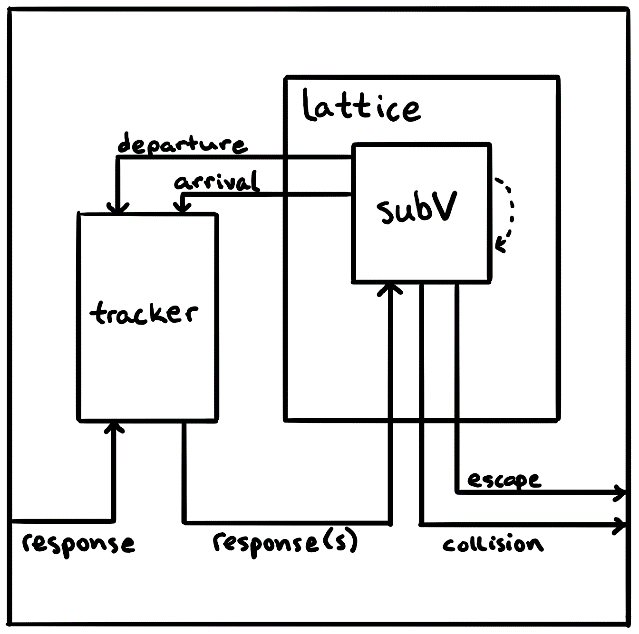 lattice
departure
arrival
subV
tracker
escape
response
response(s)
collision